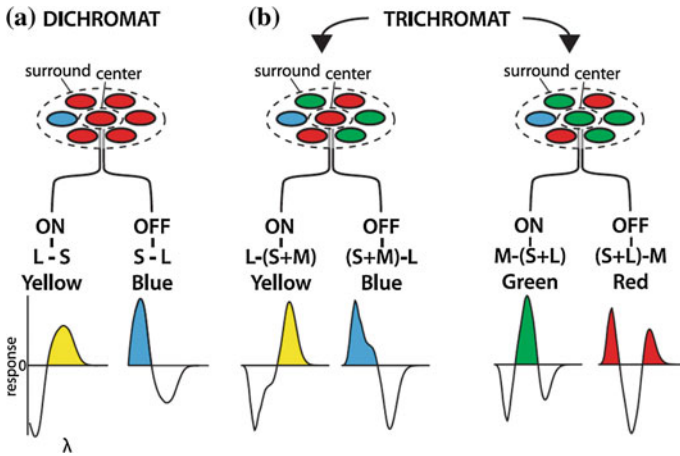 (a) DICHROMAT
(b) TRICHROMAT
surround center
surround center
surround center
ON OFF
L - S S - L
Yellow Blue
ON OFF
L-(S+M) (S+M)-L
Yellow Blue
ON OFF
M-(S+L) (S+L)-M
Green Red
response
0
λ